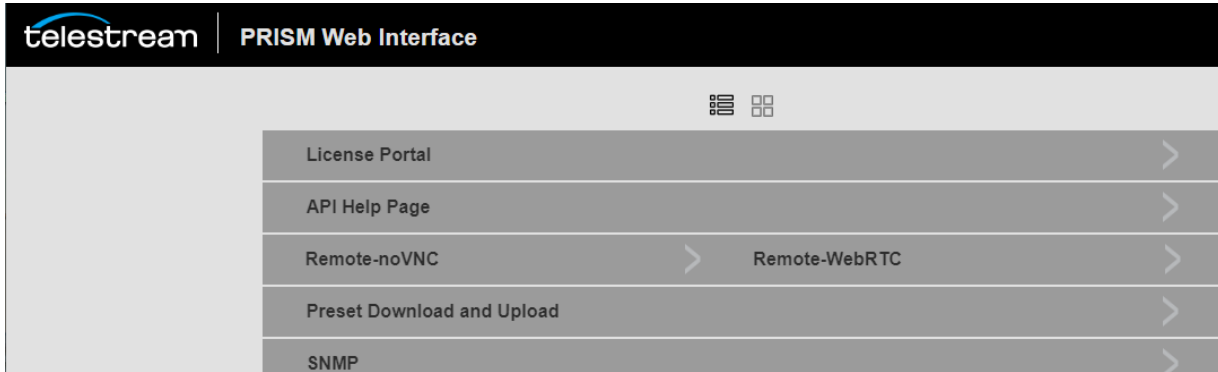 telestream PRISM Web Interface
License Portal
API Help Page
Remote-noVNC Remote-WebRTC
Preset Download and Upload
SNMP